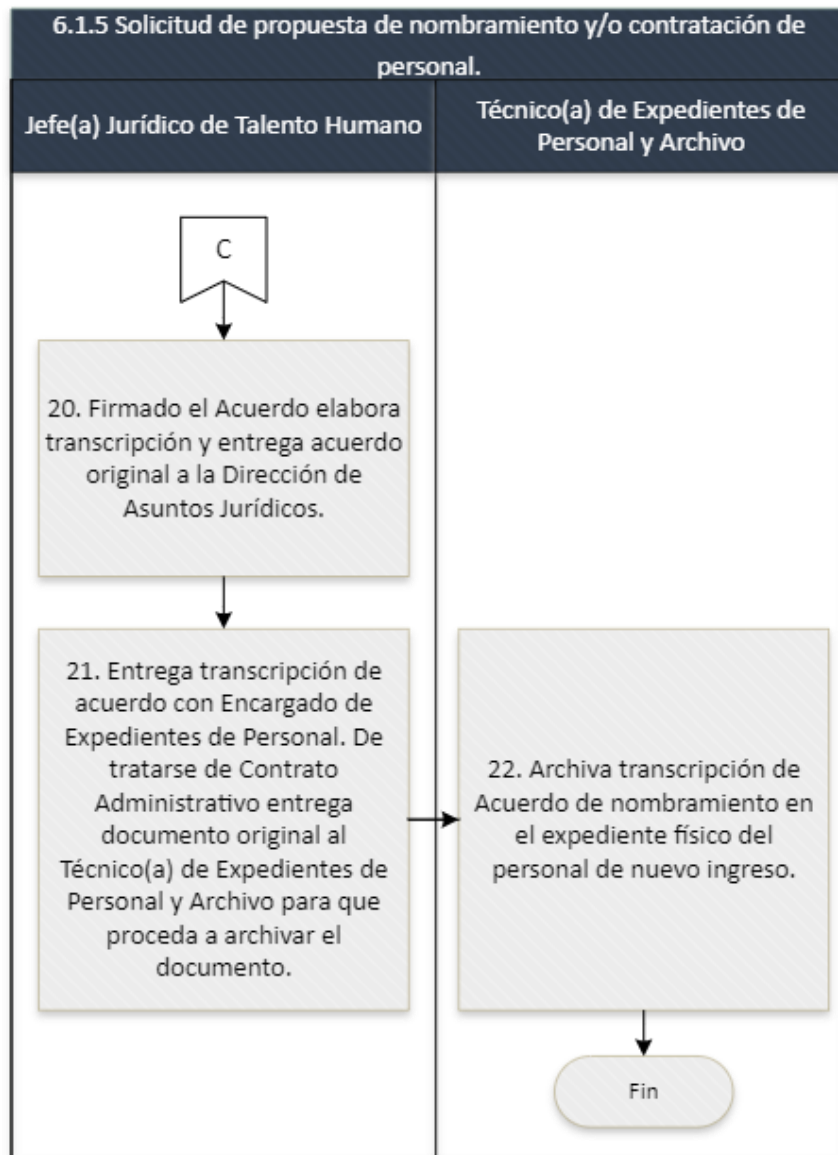 6.1.5 Solicitud de propuesta de nombramiento y/o contratación de
personal.
Jefe(a) Jurídico de Talento Humano
Técnico(a) de Expedientes de
Personal y Archivo
C
20. Firmado el Acuerdo elabora
transcripción y entrega acuerdo
original a la Dirección de
Asuntos Jurídicos.
21. Entrega transcripción de
acuerdo con Encargado de
Expedientes de Personal. De
tratarse de Contrato
Administrativo entrega
documento original al
Técnico(a) de Expedientes de
Personal y Archivo para que
proceda a archivar el
documento.
22. Archiva transcripción de
Acuerdo de nombramiento en
el expediente físico del
personal de nuevo ingreso.
Fin